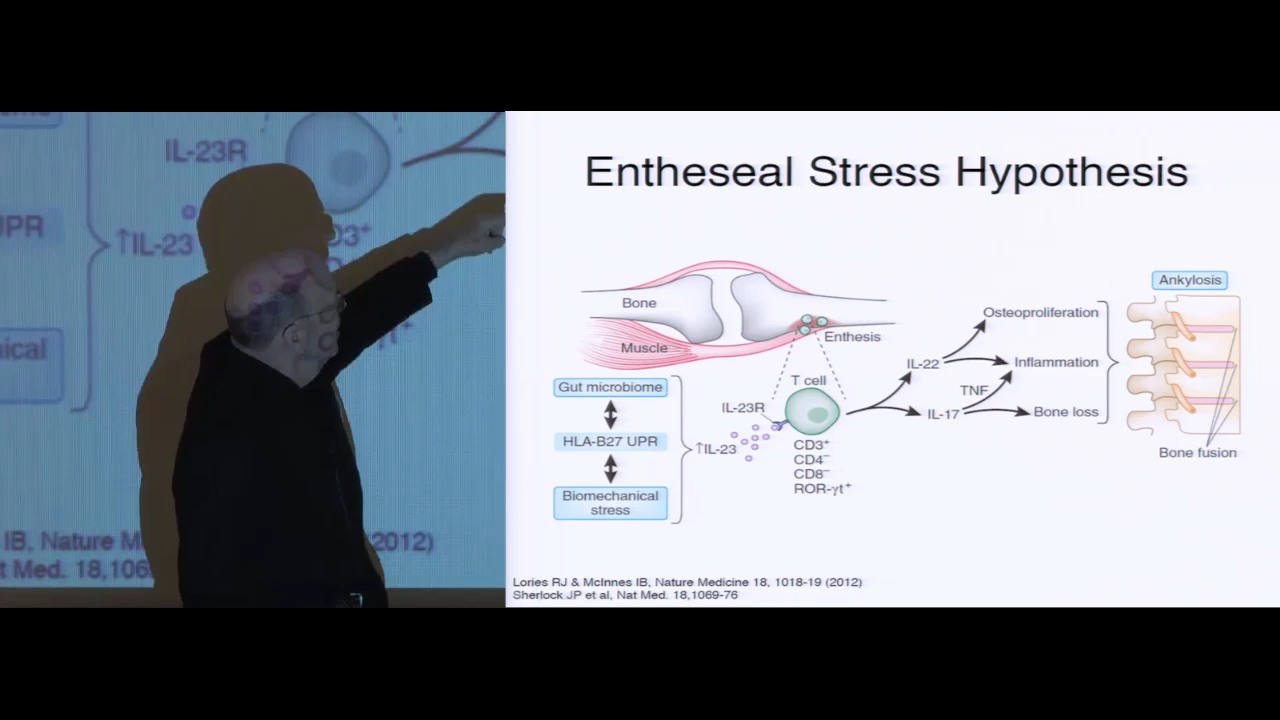 IL-23R
UPR
↑IL-23
D3⁺
IB, Nature M
2012)
t Med. 18,106
Entheseal Stress Hypothesis
Bone
Muscle
Enthesis
Gut microbiome
HLA-B27 UPR
Biomechanical
stress
↑IL-23
IL-23R
T cell
CD3⁺
CD4⁻
CD8⁻
ROR-γt⁺
IL-22
IL-17
TNF
Osteoproliferation
Inflammation
Bone loss
Ankylosis
Bone fusion
Lories RJ & McInnes IB, Nature Medicine 18, 1018-19 (2012)
Sherlock JP et al, Nat Med. 18,1069-76